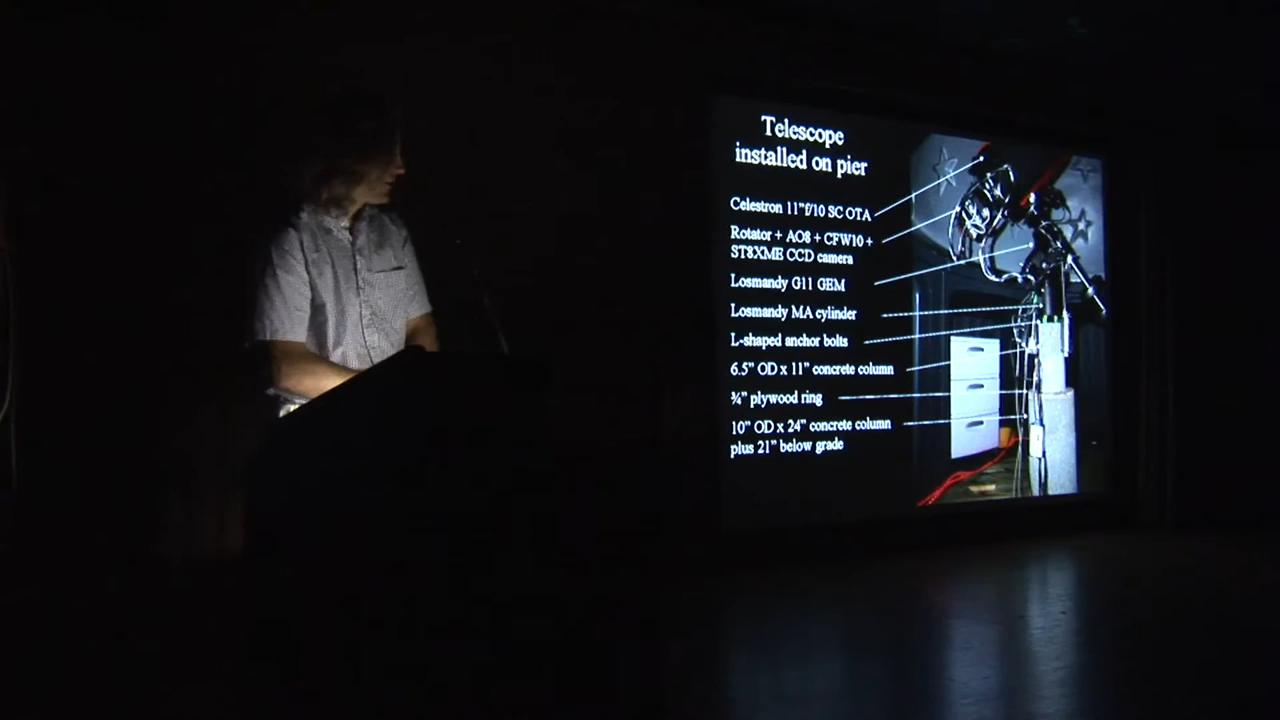 Telescope
installed on pier
Celestron 11"f/10 SC OTA
Rotator + AO8 + CFW10 +
ST8XME CCD camera
Losmandy G11 GEM
Losmandy MA cylinder
L-shaped anchor bolts
6.5" OD x 11" concrete column
¾" plywood ring
10" OD x 24" concrete column
plus 21" below grade